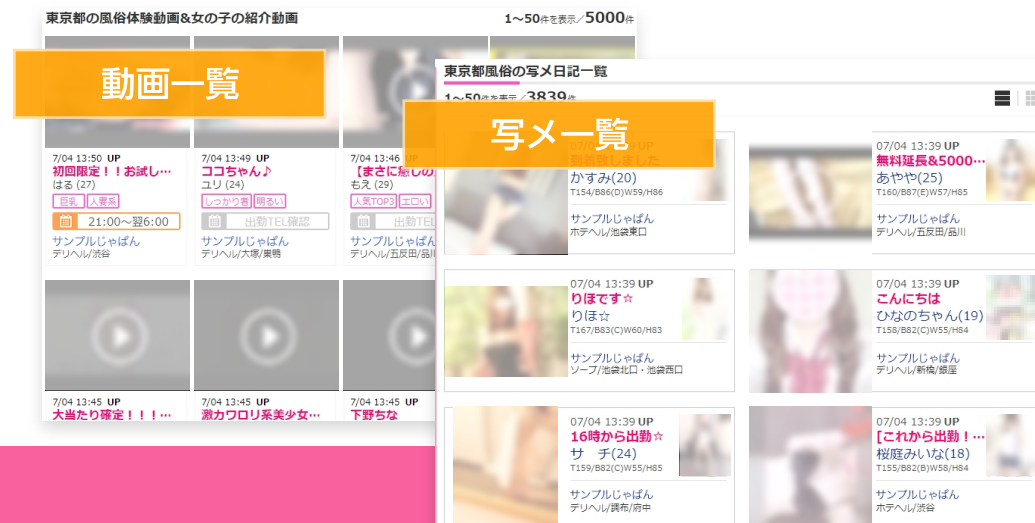 東京都の風俗体験動画&女の子の紹介動画
1〜50件を表示/5000件
動画一覧
7/04 13:50 UP
初回限定！！お試し…
はる (27)
巨乳 人妻系
21:00〜翌6:00
サンプルじゃぱん
デリヘル/渋谷
7/04 13:49 UP
ココちゃん♪
ユリ (24)
しっかり者 明るい
出勤TEL確認
サンプルじゃぱん
デリヘル/大塚/巣鴨
7/04 13:46 UP
【まさに癒しの
もえ (29)
人気TOP3 エロい
出勤TEL
サンプルじゃぱん
デリヘル/五反田/品川
7/04 13:45 UP
大当たり確定！！！…
7/04 13:45 UP
激カワロリ系美少女…
7/04 13:45 UP
下野ちな
東京都風俗の写メ日記一覧
1〜50件を表示/3839件
写メ一覧
07/04 13:39 UP
到着致しました
かすみ(20)
T154/B86(D)W59/H86
サンプルじゃぱん
ホテヘル/池袋東口
07/04 13:39 UP
無料延長&5000…
あやや(25)
T160/B87(E)W57/H85
サンプルじゃぱん
デリヘル/五反田/品川
07/04 13:39 UP
りほです☆
りほ☆
T167/B83(C)W60/H83
サンプルじゃぱん
ソープ/池袋北口・池袋西口
07/04 13:39 UP
こんにちは
ひなのちゃん(19)
T158/B82(C)W55/H84
サンプルじゃぱん
デリヘル/新橋/銀座
07/04 13:39 UP
16時から出勤☆
サ　チ(24)
T159/B82(C)W55/H85
サンプルじゃぱん
デリヘル/調布/府中
07/04 13:39 UP
[これから出勤！…
桜庭みいな(18)
T155/B82(B)W58/H84
サンプルじゃぱん
ホテヘル/渋谷